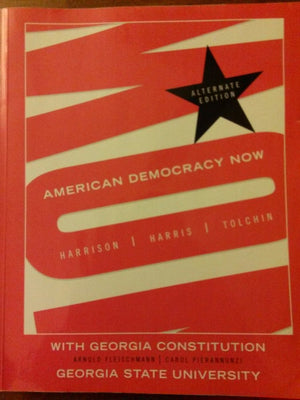 ALTERNATE
EDITION
AMERICAN DEMOCRACY NOW
HARRISON | HARRIS | TOLCHIN
WITH GEORGIA CONSTITUTION
ARNOLD FLEISCHMANN | CAROL PIERANNUNZI
GEORGIA STATE UNIVERSITY